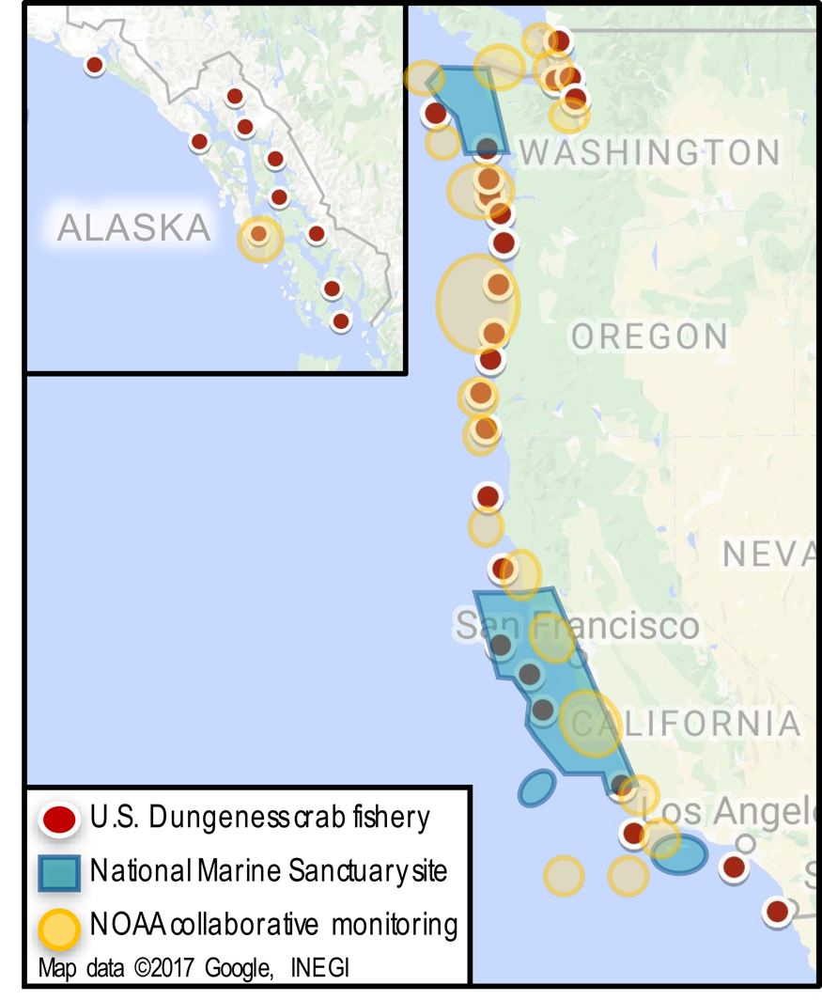 WASHINGTON
ALASKA
OREGON
NEVA
San Francisco
CALIFORNIA
Los Angel
S
U.S. Dungeness crab fishery
National Marine Sanctuary site
NOAA collaborative monitoring
Map data ©2017 Google, INEGI